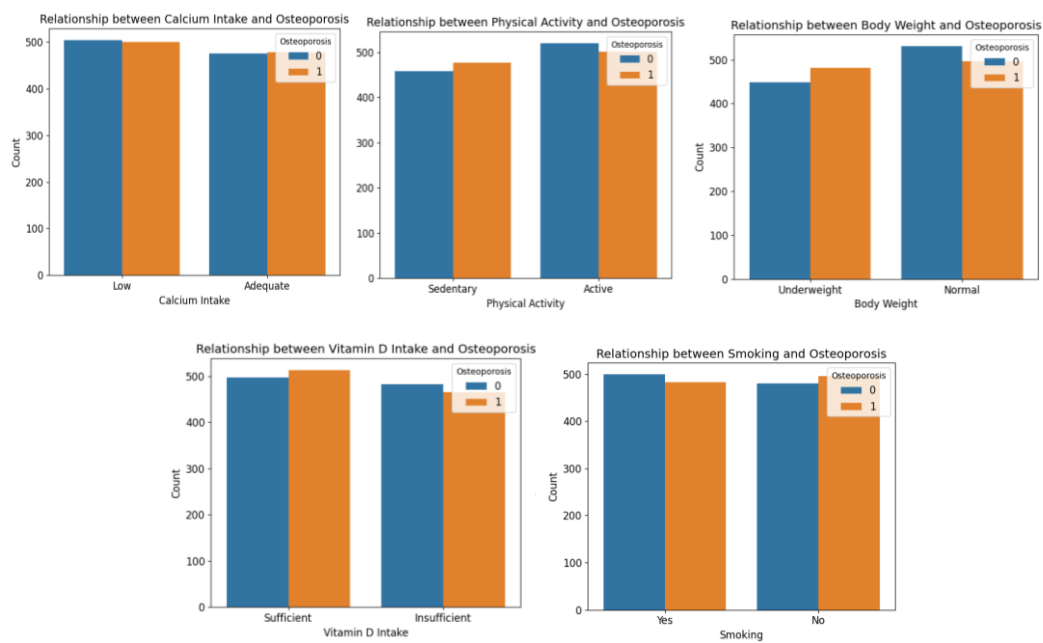 Relationship between Calcium Intake and Osteoporosis
500
400
300
200
100
0
Count
Osteoporosis
0
1
Low
Adequate
Calcium Intake
Relationship between Physical Activity and Osteoporosis
500
400
300
200
100
0
Count
Osteoporosis
0
1
Sedentary
Active
Physical Activity
Relationship between Body Weight and Osteoporosis
500
400
300
200
100
0
Count
Osteoporosis
0
1
Underweight
Normal
Body Weight
Relationship between Vitamin D Intake and Osteoporosis
500
400
300
200
100
0
Count
Osteoporosis
0
1
Sufficient
Insufficient
Vitamin D Intake
Relationship between Smoking and Osteoporosis
500
400
300
200
100
0
Count
Osteoporosis
0
1
Yes
No
Smoking